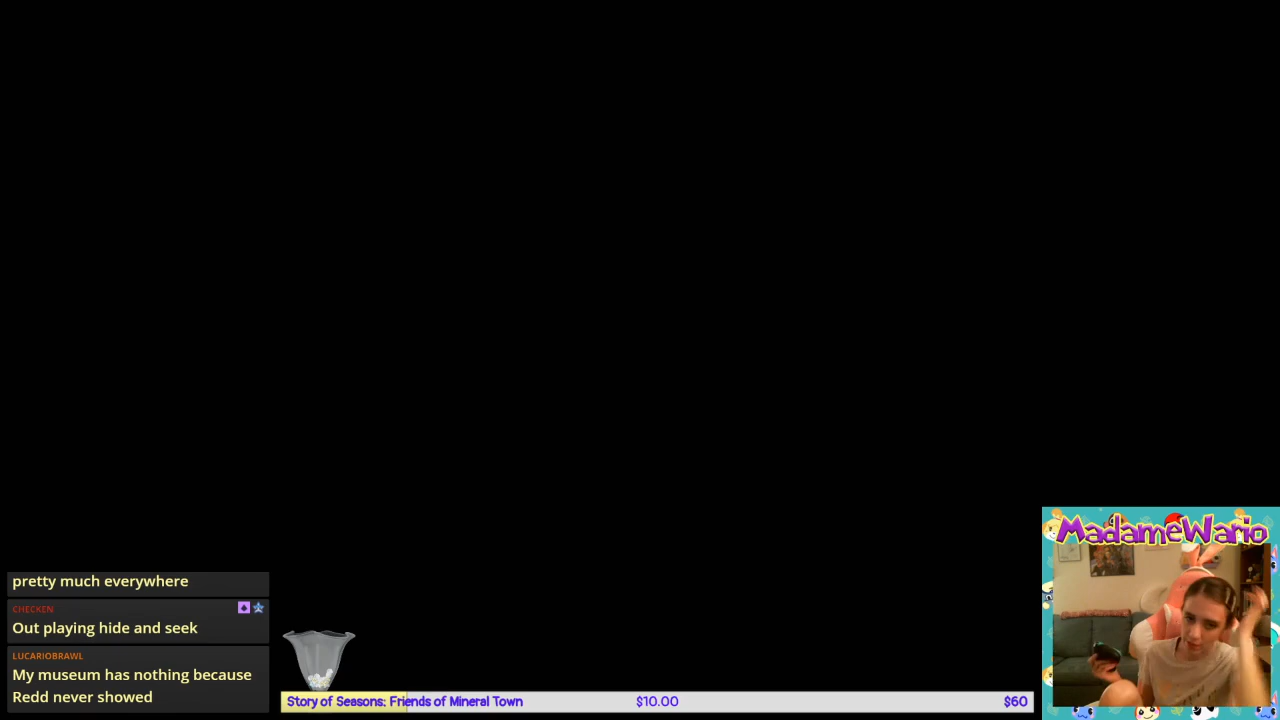 pretty much everywhere
CHECKEN
Out playing hide and seek
LUCARIOBRAWL
My museum has nothing because
Redd never showed
Story of Seasons: Friends of Mineral Town $10.00 $60
MadameWario